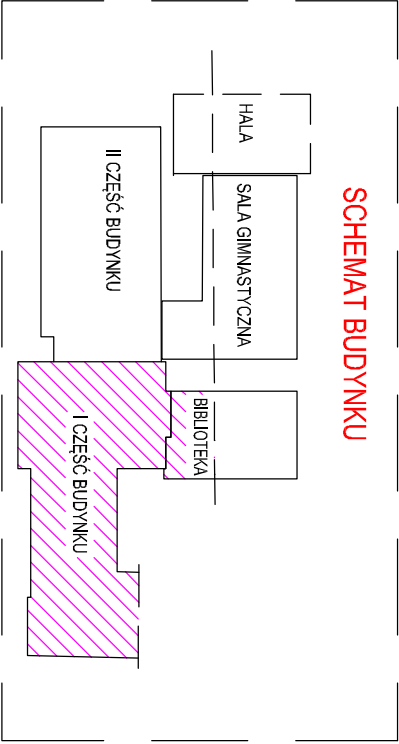 SCHEMAT BUDYNKU
HALA
SALA GIMNASTYCZNA
BIBLIOTEKA
II CZĘŚĆ BUDYNKU
I CZĘŚĆ BUDYNKU